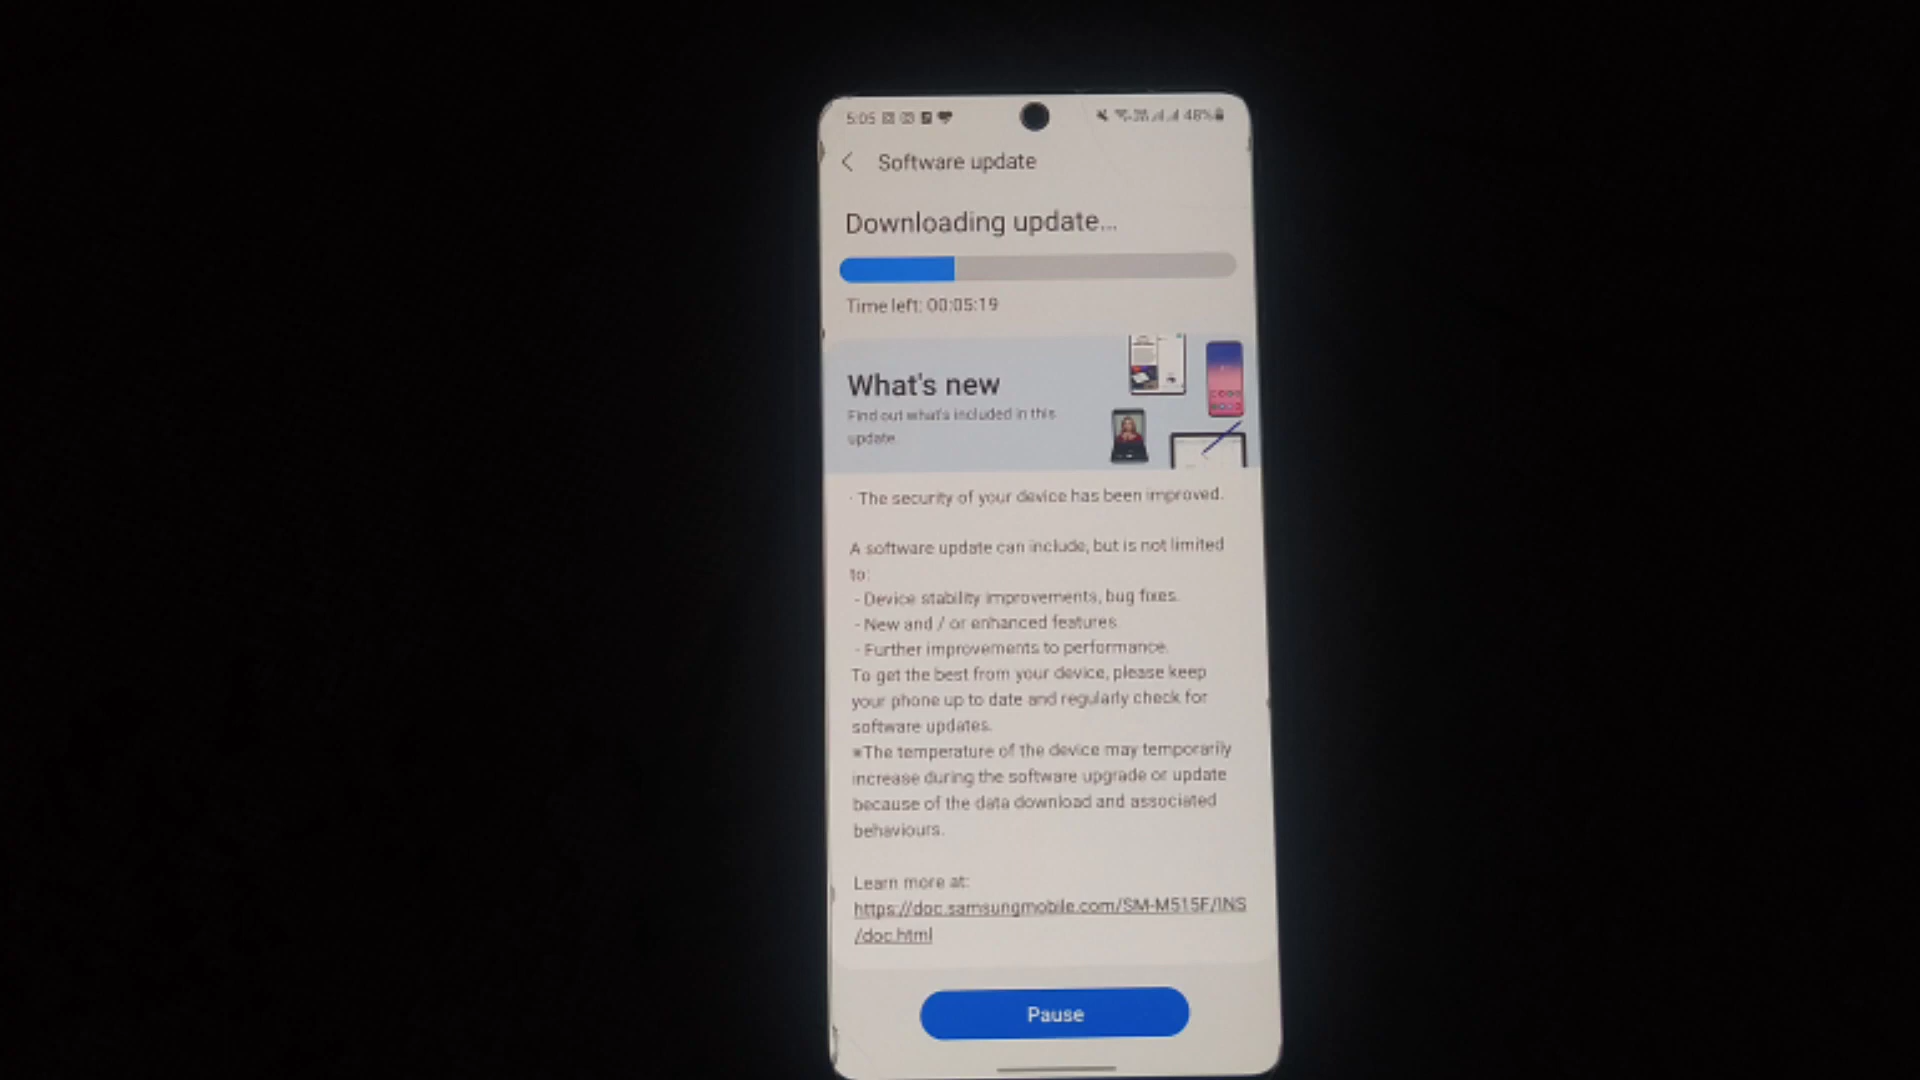 5:05
48%
Software update
Downloading update...
Time left: 00:05:19
What's new
Find out what's included in this
update.
· The security of your device has been improved.
A software update can include, but is not limited
to:
- Device stability improvements, bug fixes.
- New and / or enhanced features.
- Further improvements to performance.
To get the best from your device, please keep
your phone up to date and regularly check for
software updates.
※The temperature of the device may temporarily
increase during the software upgrade or update
because of the data download and associated
behaviours.
Learn more at:
https://doc.samsungmobile.com/SM-M515F/INS
/doc.html
Pause